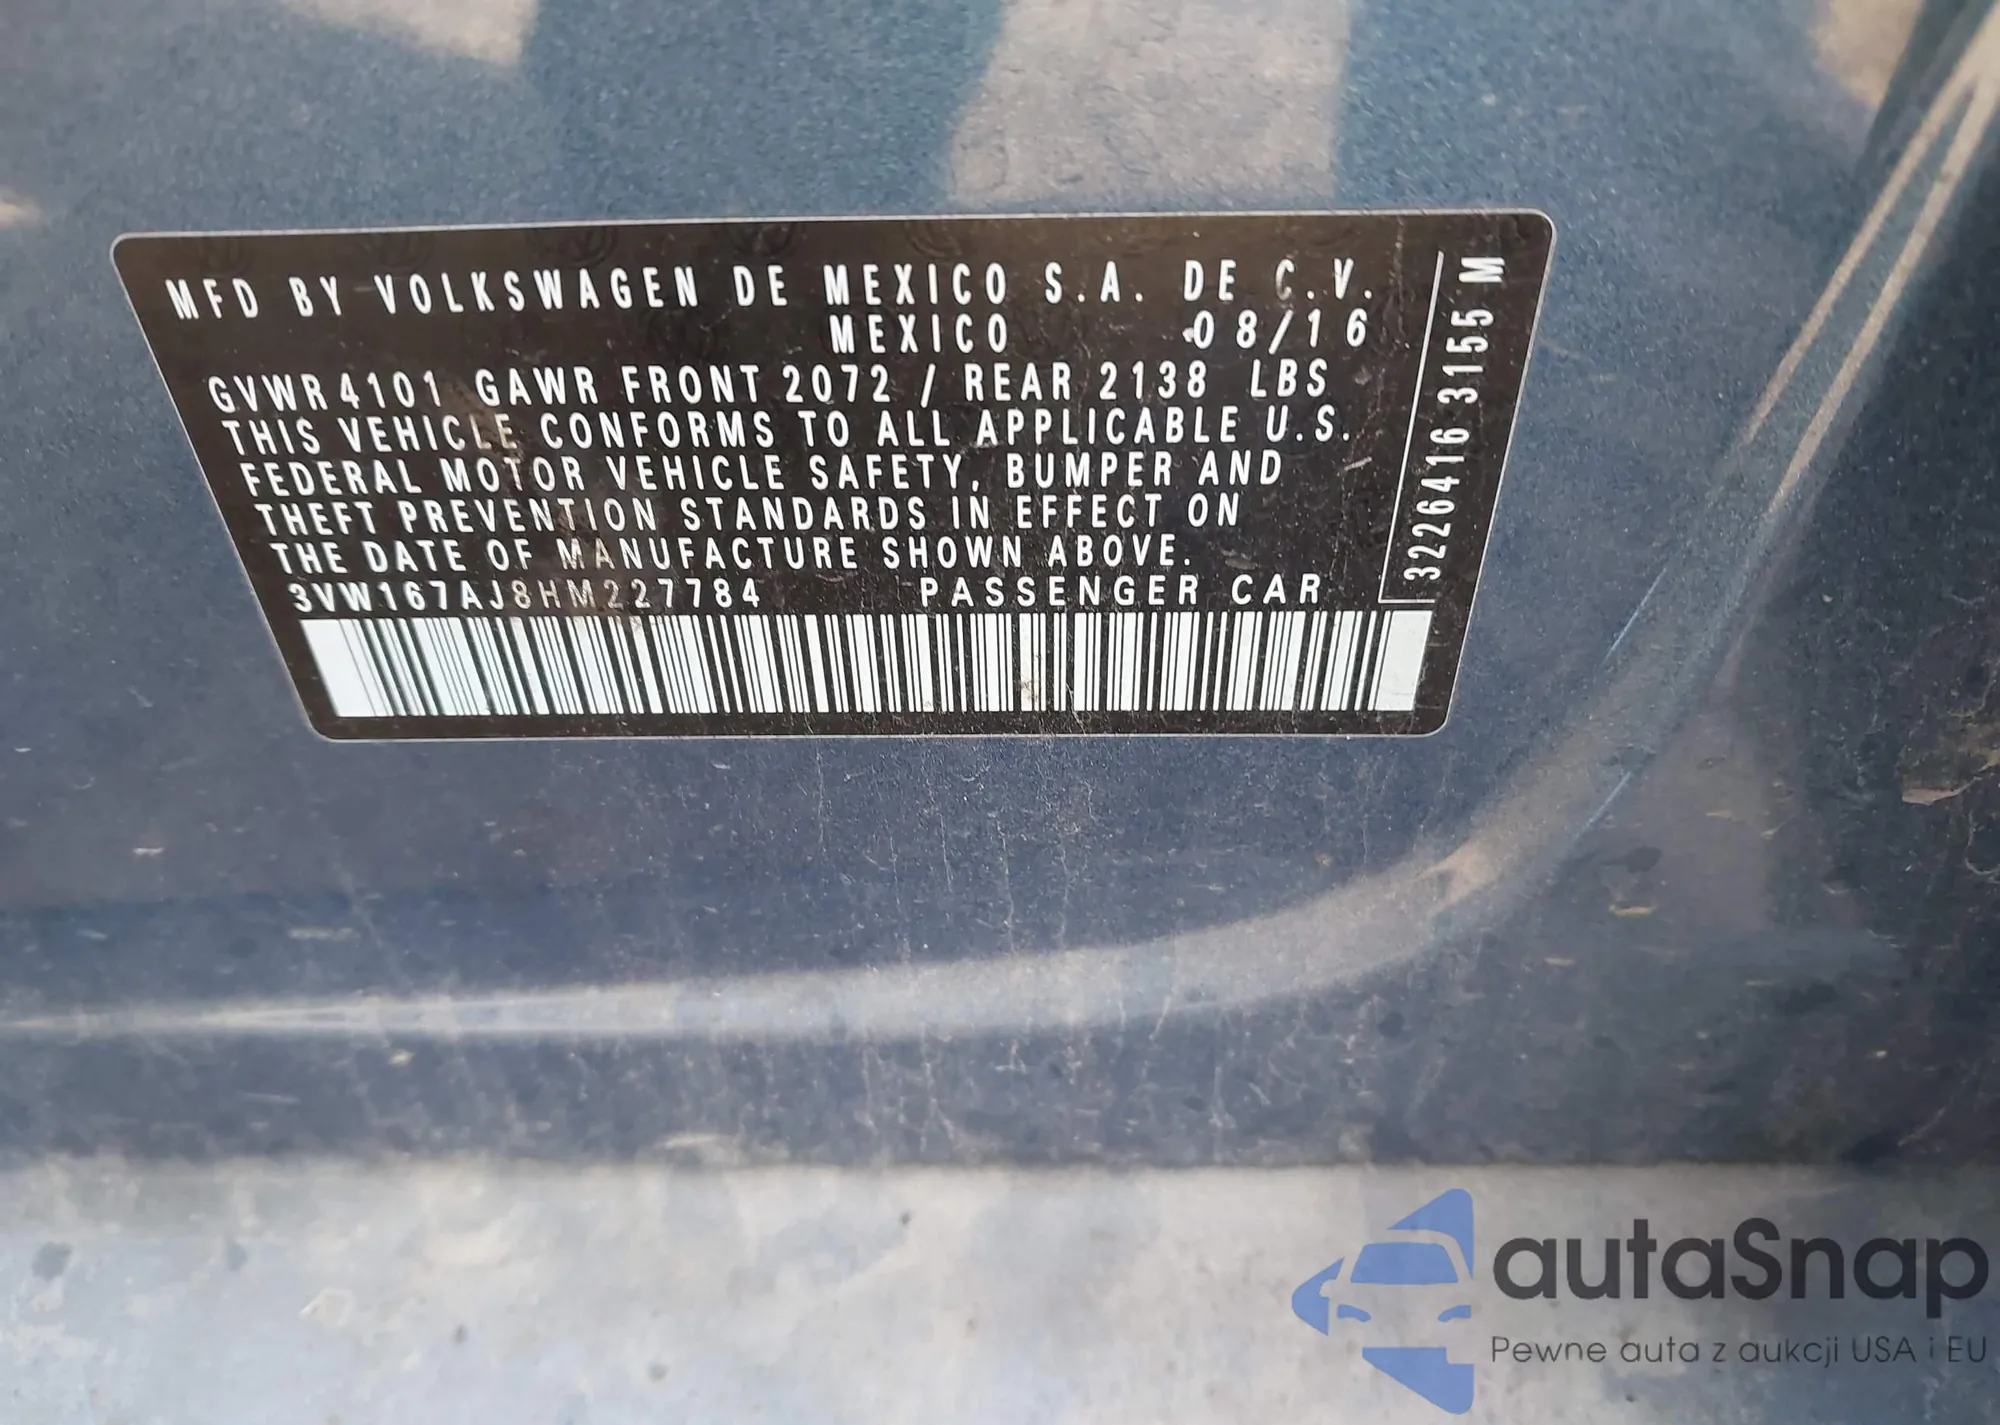 MFD BY VOLKSWAGEN DE MEXICO S.A. DE C.V.
MEXICO 08/16
GVWR 4101 GAWR FRONT 2072 / REAR 2138 LBS
THIS VEHICLE CONFORMS TO ALL APPLICABLE U.S.
FEDERAL MOTOR VEHICLE SAFETY, BUMPER AND
THEFT PREVENTION STANDARDS IN EFFECT ON
THE DATE OF MANUFACTURE SHOWN ABOVE.
3VW167AJ8HM227784 PASSENGER CAR
3226416 3155 M
autaSnap
Pewne auta z aukcji USA i EU